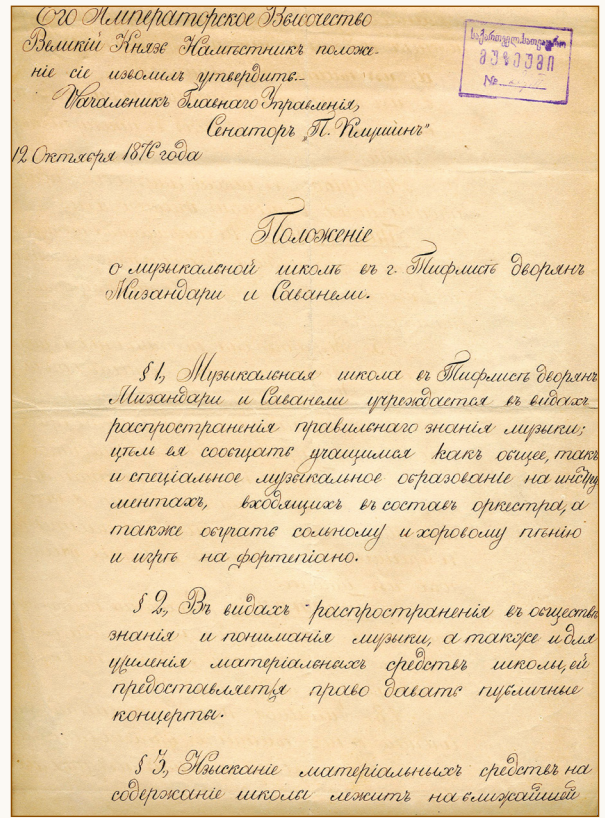 Его Императорское Высочество
Великій Князь Намѣстникъ положе-
ніе сіе изволилъ утвердить.-
Начальникъ Главнаго Управленія,
Сенаторъ „П. Клушинъ"
12 Октября 1876 года
საქართველოს სახელმწიფო
მუზეუმი
№
Положеніе
о музыкальной школѣ въ г. Тифлисѣ дворянъ
Мизандари и Саванели.
§ 1, Музыкальная школа въ Тифлисѣ дворянъ
Мизандари и Саванели учреждается въ видахъ
распространенія правильнаго знанія музыки;
цѣль ея сообщать учащимся какъ общее, такъ
и спеціальное музыкальное образованіе на инстру
ментахъ, входящихъ въ составъ оркестра, а
также обучать сольному и хоровому пѣнію
и игрѣ на фортепіано.
§ 2, Въ видахъ распространенія въ обществѣ
знанія и пониманія музыки, а также и для
усиленія матеріальныхъ средствъ школы, ей
предоставляется право давать публичные
концерты.
§ 3, Изысканіе матеріальныхъ средствъ на
содержаніе школы лежитъ на ближайшей